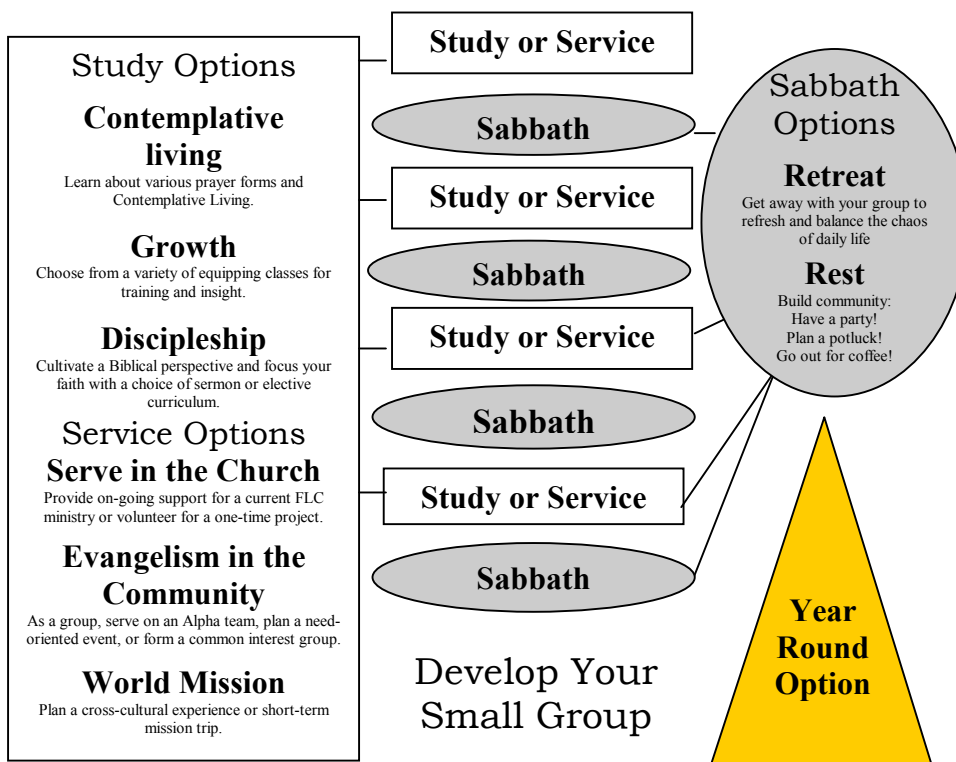 Study Options
Contemplative
living
Learn about various prayer forms and
Contemplative Living.
Growth
Choose from a variety of equipping classes for
training and insight.
Discipleship
Cultivate a Biblical perspective and focus your
faith with a choice of sermon or elective
curriculum.
Service Options
Serve in the Church
Provide on-going support for a current FLC
ministry or volunteer for a one-time project.
Evangelism in the
Community
As a group, serve on an Alpha team, plan a need-
oriented event, or form a common interest group.
World Mission
Plan a cross-cultural experience or short-term
mission trip.
Study or Service
Sabbath
Study or Service
Sabbath
Study or Service
Sabbath
Study or Service
Sabbath
Develop Your
Small Group
Sabbath
Options
Retreat
Get away with your group to
refresh and balance the chaos
of daily life
Rest
Build community:
Have a party!
Plan a potluck!
Go out for coffee!
Year
Round
Option